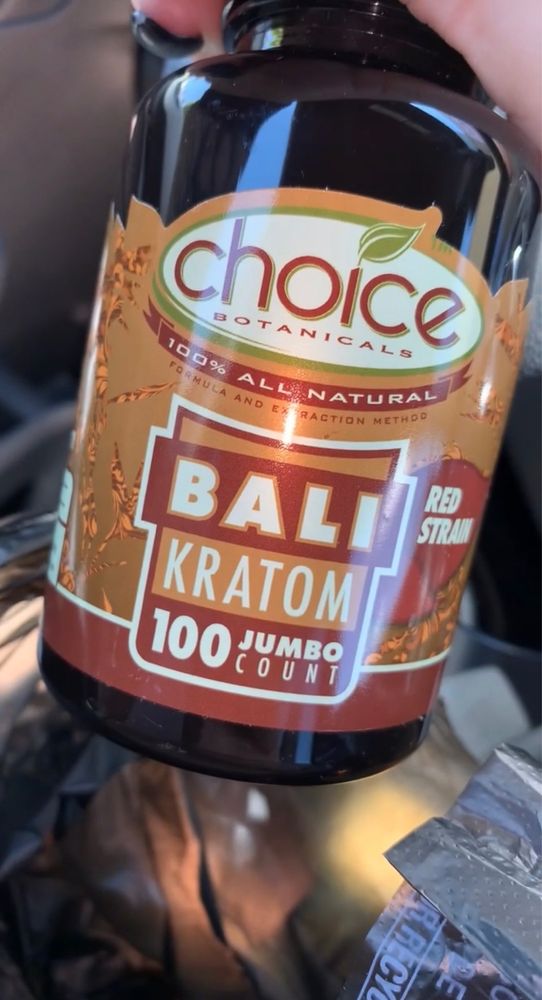 choice
BOTANICALS
100% ALL NATURAL
FORMULA AND EXTRACTION METHOD
BALI
KRATOM
100 JUMBO
COUNT
RED
STRAIN